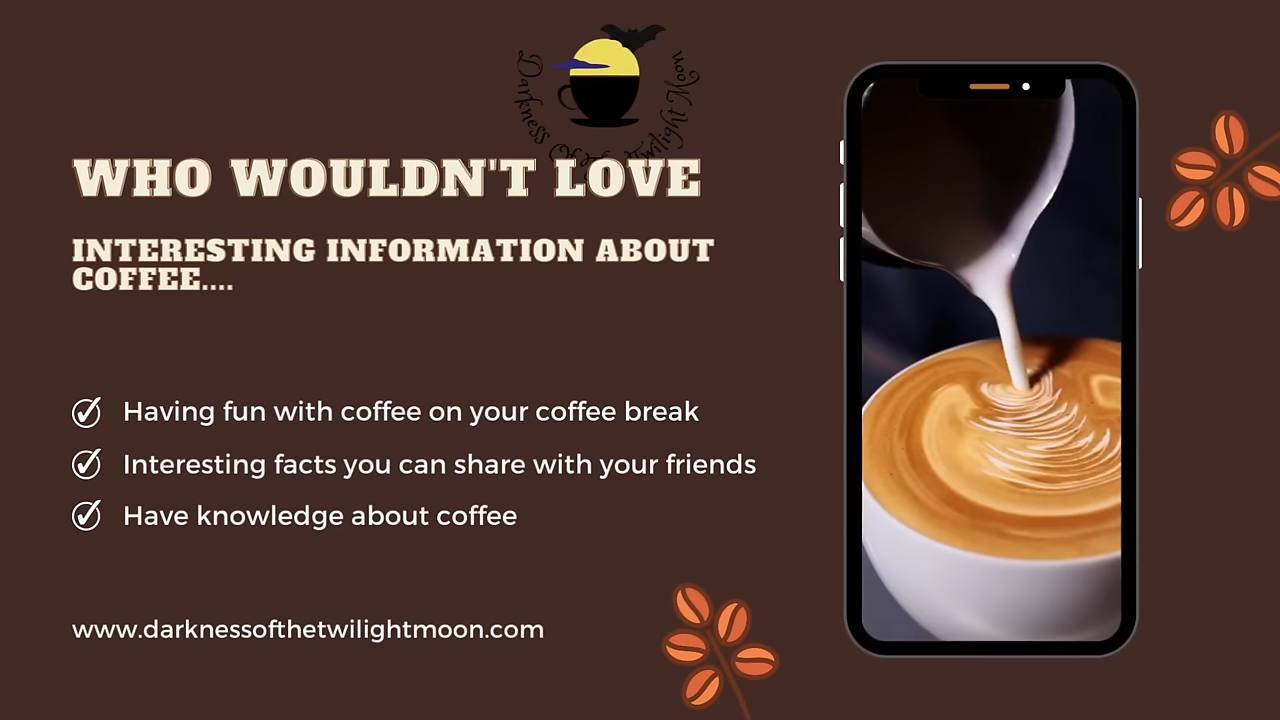 Darkness Of The Twilight Moon
WHO WOULDN'T LOVE
INTERESTING INFORMATION ABOUT
COFFEE....
Having fun with coffee on your coffee break
Interesting facts you can share with your friends
Have knowledge about coffee
www.darknessofthetwilightmoon.com